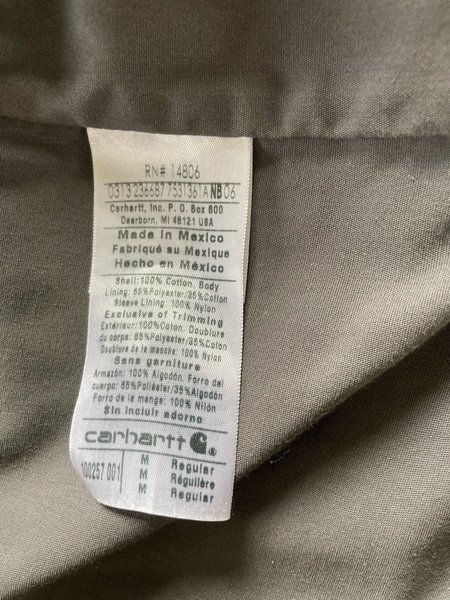 RN# 14806
0313 236687 7531361A NB 06
Carhartt, Inc. P.O. Box 600
Dearborn, MI 48121 USA
Made in Mexico
Fabriqué au Mexique
Hecho en México
Shell:100% Cotton. Body
Lining: 65%Polyester/35%Cotton
Sleeve Lining: 100% Nylon
Exclusive of Trimming
Extérieur:100%Coton. Doublure
du corps: 65%Polyester/35%Coton
Doublure de la manche: 100% Nylon
Sans garniture
Armazón: 100% Algodón. Forro del
cuerpo: 65%Poliéster/35%Algodón
Forro de la manga: 100% Nilón
Sin incluir adorno
carhartt
100257 001
M Regular
M Régulière
M Regular